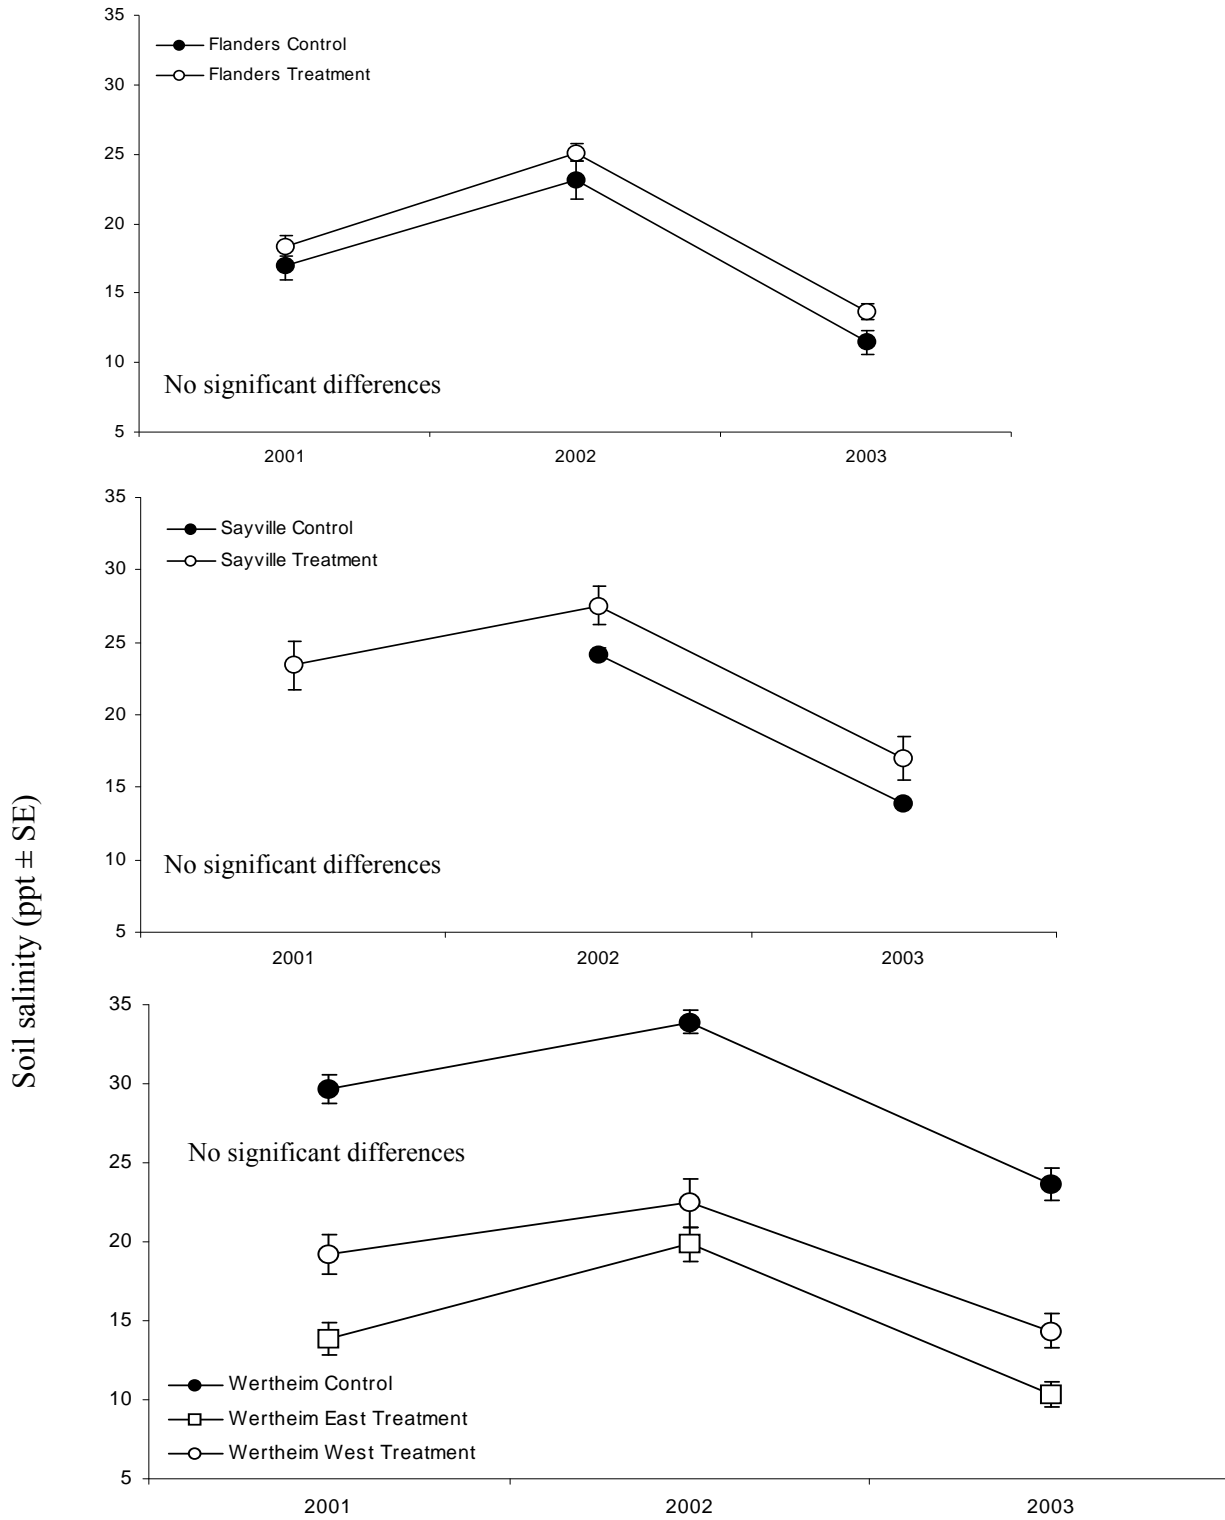 35
Flanders Control
Flanders Treatment
30
25
20
15
10
No significant differences
5
2001 2002 2003
35
Sayville Control
Sayville Treatment
30
25
20
15
10
No significant differences
5
2001 2002 2003
Soil salinity (ppt ± SE)
35
30
No significant differences
25
20
15
Wertheim Control
10
Wertheim East Treatment
Wertheim West Treatment
5
2001 2002 2003